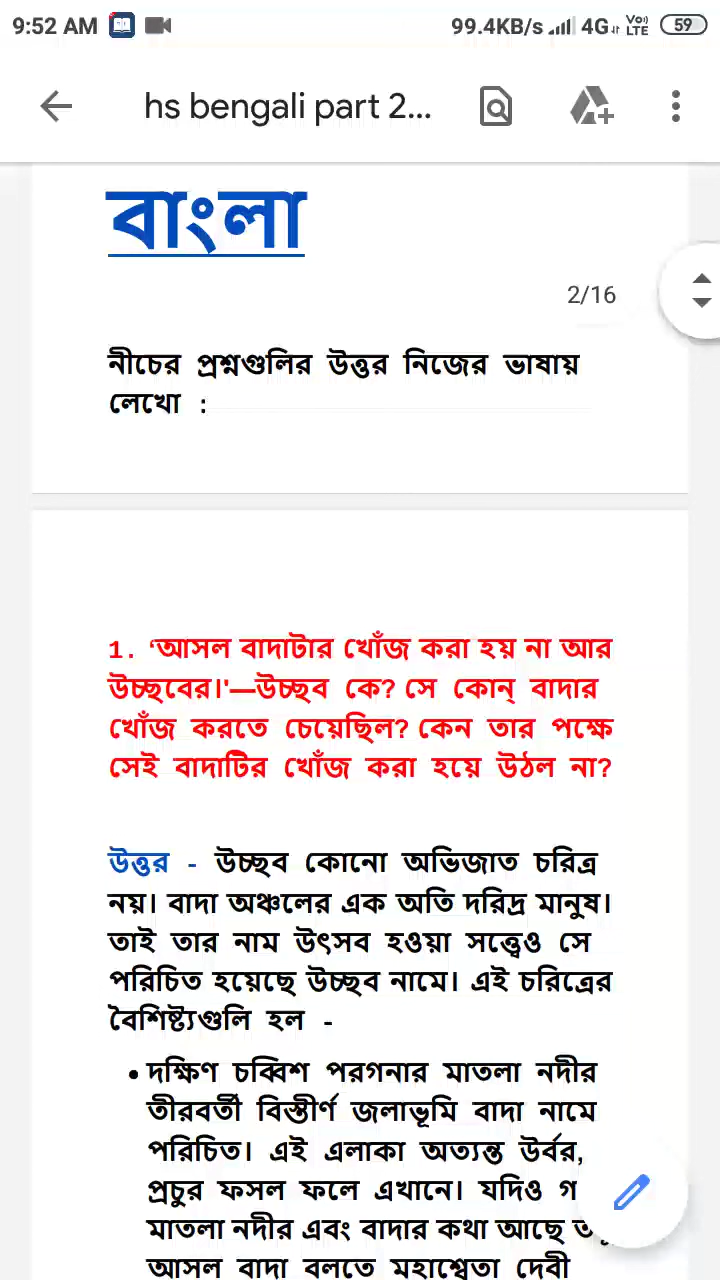 9:52 AM 99.4KB/s 4G VoLTE 59
hs bengali part 2...
বাংলা
2/16
নীচের প্রশ্নগুলির উত্তর নিজের ভাষায়
লেখো :
1. ‘আসল বাদাটার খোঁজ করা হয় না আর
উচ্ছবের।'—উচ্ছব কে? সে কোন্ বাদার
খোঁজ করতে চেয়েছিল? কেন তার পক্ষে
সেই বাদাটির খোঁজ করা হয়ে উঠল না?
উত্তর - উচ্ছব কোনো অভিজাত চরিত্র
নয়। বাদা অঞ্চলের এক অতি দরিদ্র মানুষ।
তাই তার নাম উৎসব হওয়া সত্ত্বেও সে
পরিচিত হয়েছে উচ্ছব নামে। এই চরিত্রের
বৈশিষ্ট্যগুলি হল -
• দক্ষিণ চব্বিশ পরগনার মাতলা নদীর
তীরবর্তী বিস্তীর্ণ জলাভূমি বাদা নামে
পরিচিত। এই এলাকা অত্যন্ত উর্বর,
প্রচুর ফসল ফলে এখানে। যদিও
মাতলা নদীর এবং বাদার কথা আছে
আসল বাদা বলতে মহাশ্বেতা দেবী